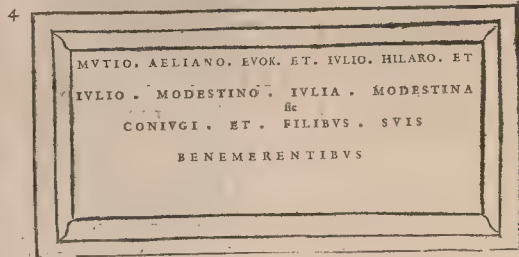 4
MVTIO. AELIANO. EVOK. ET. IVLIO. HILARO. ET
IVLIO. MODESTINO. IVLIA. MODESTINA
sic
CONIVGI. ET. FILIBVS. SVIS
BENEMERENTIBVS